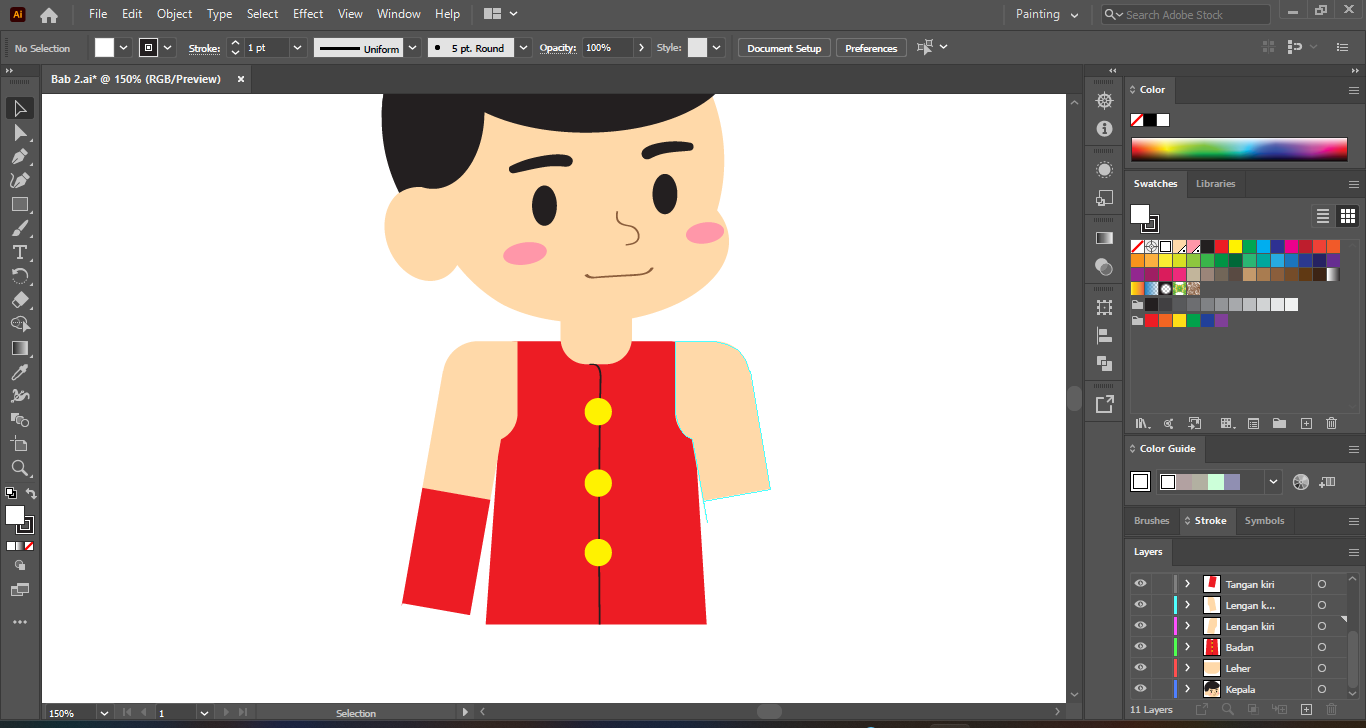 Ai File Edit Object Type Select Effect View Window Help Painting Search Adobe Stock
No Selection Stroke: 1 pt Uniform 5 pt. Round Opacity: 100% Style: Document Setup Preferences
Bab 2.ai* @ 150% (RGB/Preview)
Color
Swatches Libraries
Color Guide
Brushes Stroke Symbols
Layers
Tangan kiri
Lengan k...
Lengan kiri
Badan
Leher
Kepala
11 Layers
150% 1 Selection